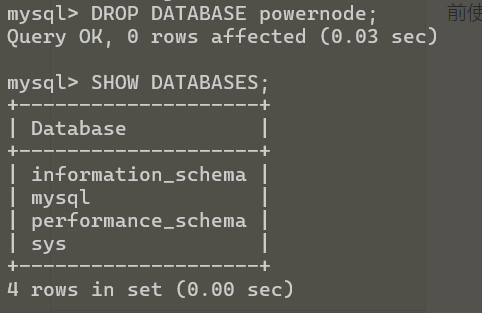 mysql> DROP DATABASE powernode;
前使
Query OK, 0 rows affected (0.03 sec)
mysql> SHOW DATABASES;
+--------------------+
| Database           |
+--------------------+
| information_schema |
| mysql              |
| performance_schema |
| sys                |
+--------------------+
4 rows in set (0.00 sec)